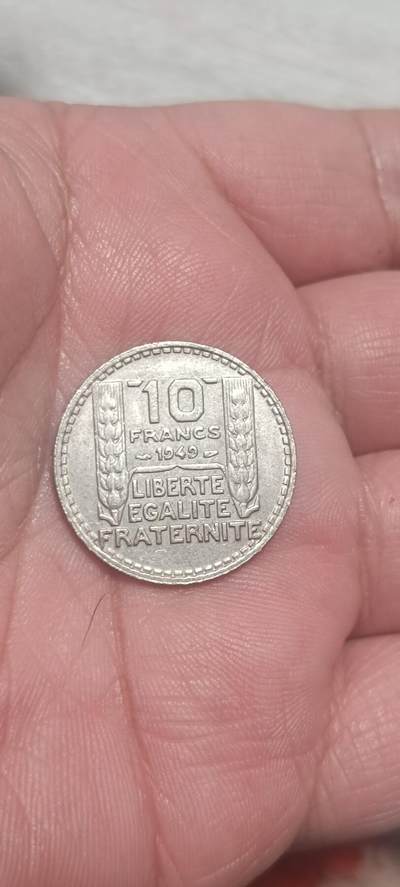 10
FRANCS
1949
LIBERTE
EGALITE
FRATERNITE